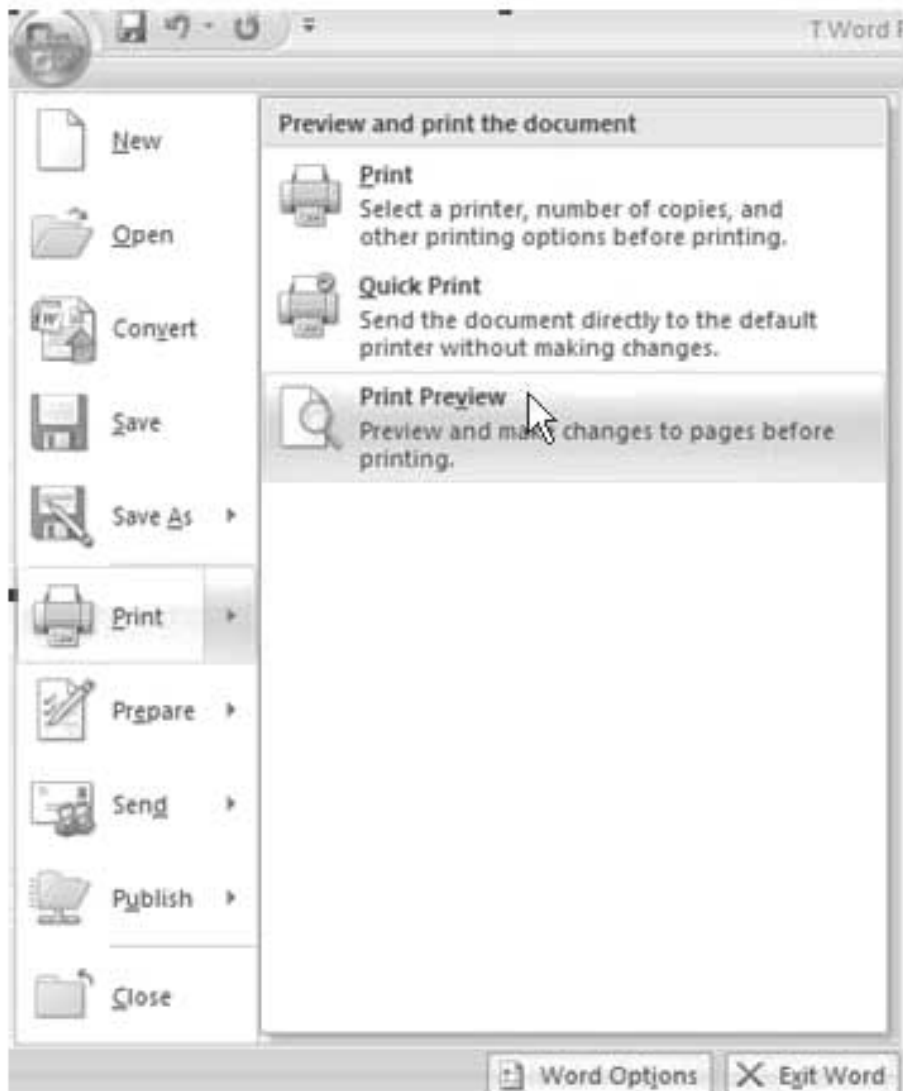 T.Word
New
Open
Convert
Save
Save As
Print
Prepare
Send
Publish
Close
Preview and print the document
Print
Select a printer, number of copies, and
other printing options before printing.
Quick Print
Send the document directly to the default
printer without making changes.
Print Preview
Preview and make changes to pages before
printing.
Word Options
Exit Word